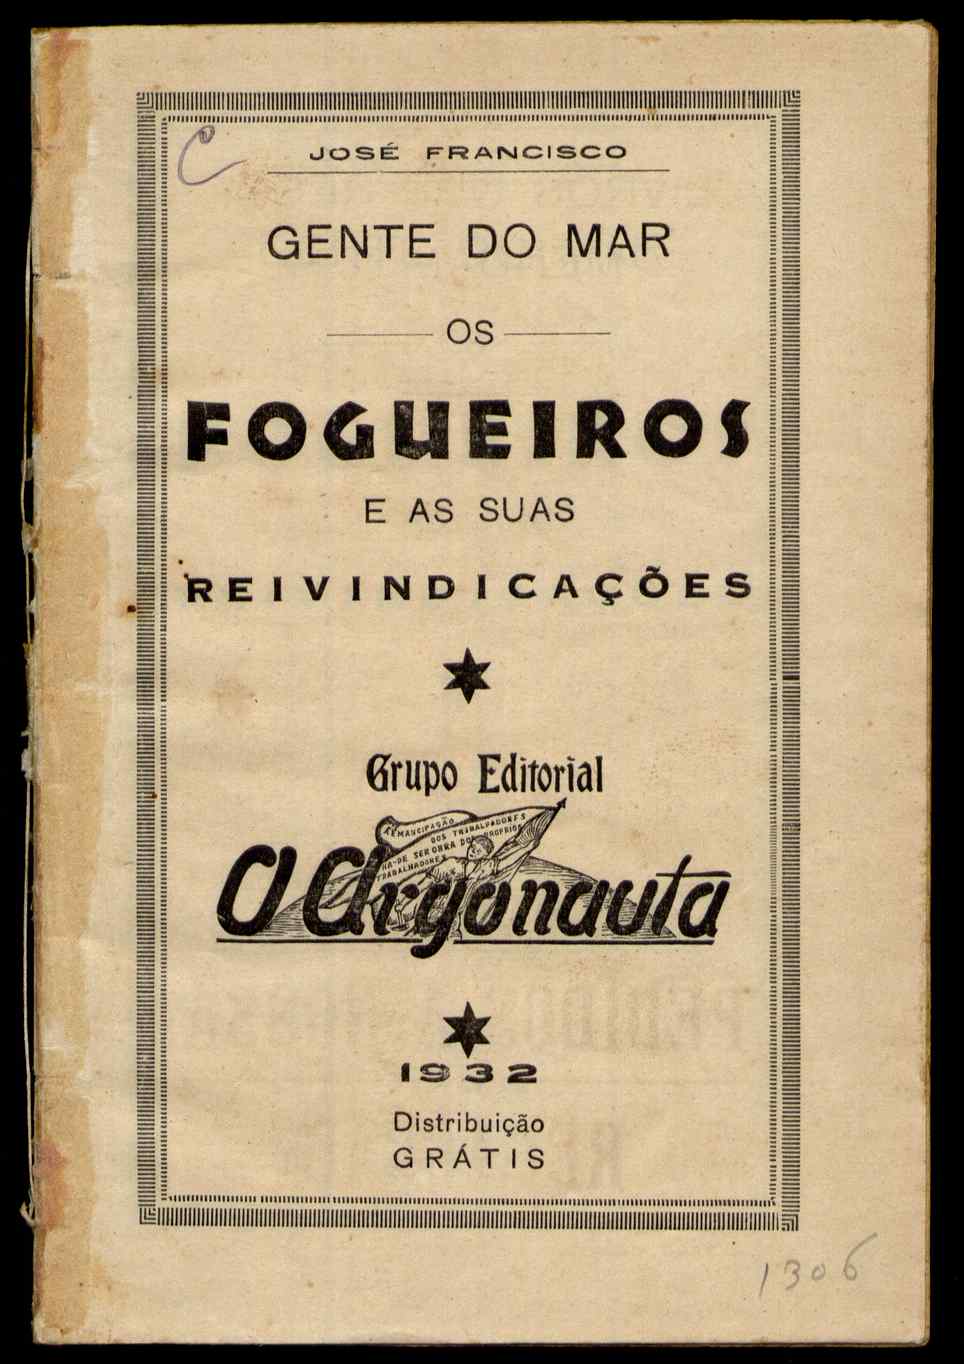 C
JOSÉ FRANCISCO
GENTE DO MAR
OS
FOGUEIROS
E AS SUAS
REIVINDICAÇÕES
Grupo Editorial
A EMANCIPAÇÃO
DOS TRABALHADORES
HA-DE SER OBRA DOS PROPRIOS
TRABALHADORES
O Argonauta
1932
Distribuição
GRÁTIS
1306